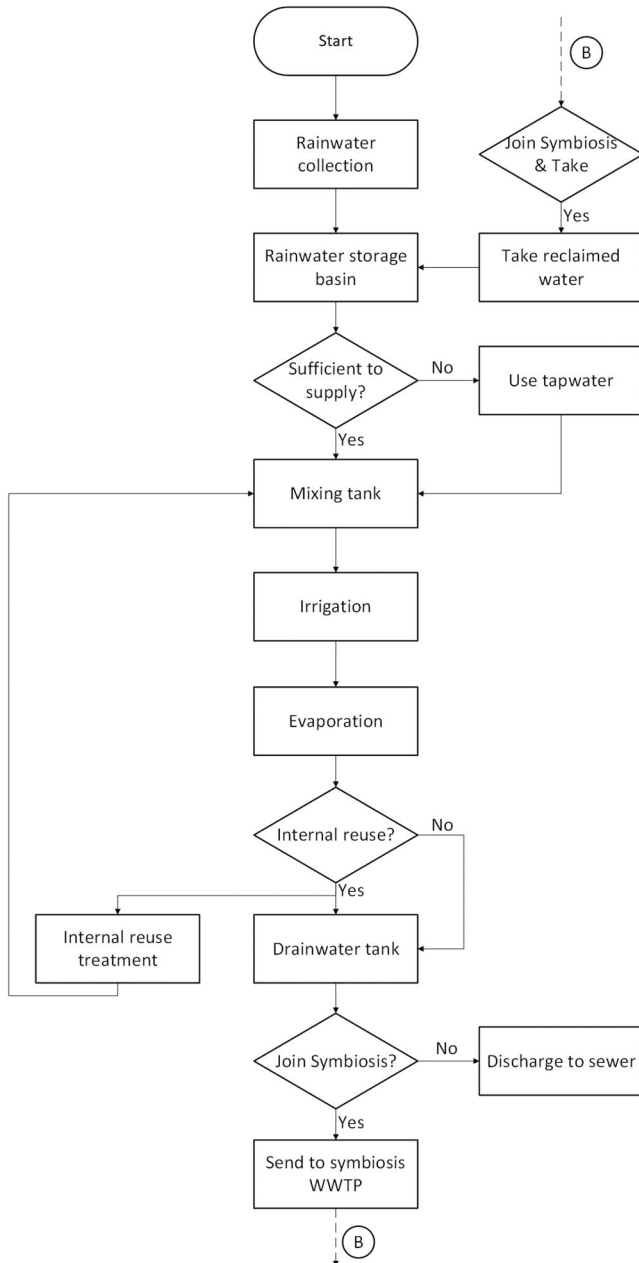 Start
B
Rainwater
collection
Join Symbiosis
& Take
Yes
Rainwater storage
basin
Take reclaimed
water
Sufficient to
supply?
No
Use tapwater
Yes
Mixing tank
Irrigation
Evaporation
Internal reuse?
No
Yes
Internal reuse
treatment
Drainwater tank
Join Symbiosis?
No
Discharge to sewer
Yes
Send to symbiosis
WWTP
B